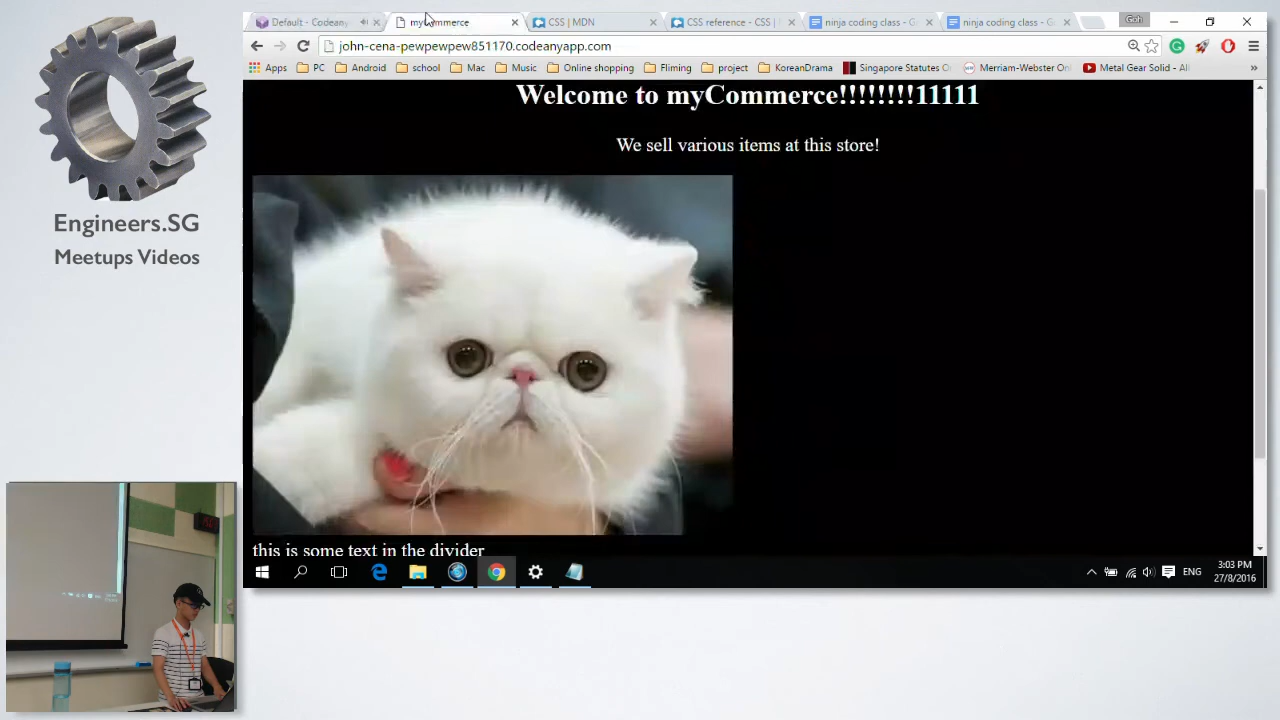 Default - Codeany
myCommerce
CSS | MDN
CSS reference - CSS |
ninja coding class - G
ninja coding class - G
Goh
john-cena-pewpewpew851170.codeanyapp.com
Apps
PC
Android
school
Mac
Music
Online shopping
Fliming
project
KoreanDrama
Singapore Statutes O
Merriam-Webster On
Metal Gear Solid - All
»
Welcome to myCommerce!!!!!!!!11111
We sell various items at this store!
this is some text in the divider
ENG
3:03 PM
27/8/2016
Engineers.SG
Meetups Videos